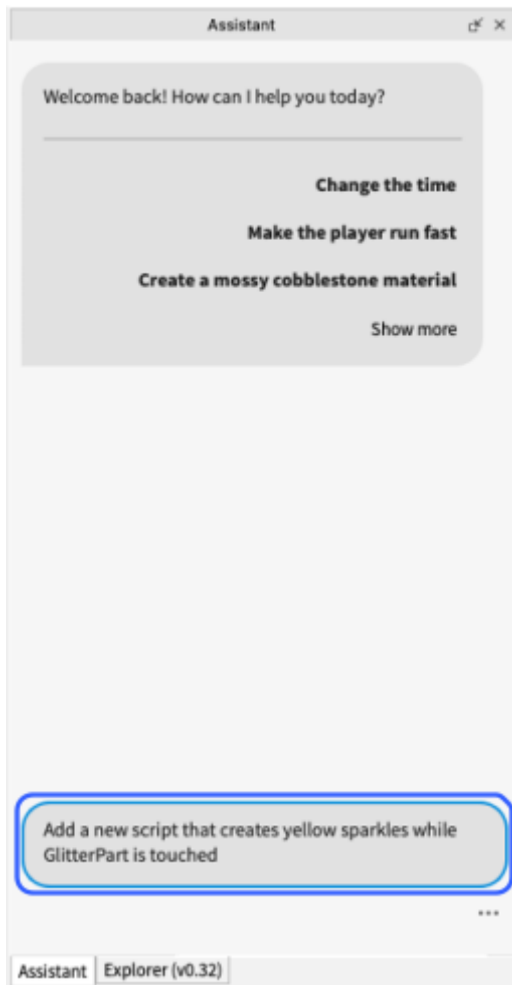 Assistant
Welcome back! How can I help you today?
Change the time
Make the player run fast
Create a mossy cobblestone material
Show more
Add a new script that creates yellow sparkles while
GlitterPart is touched
...
Assistant Explorer (v0.32)